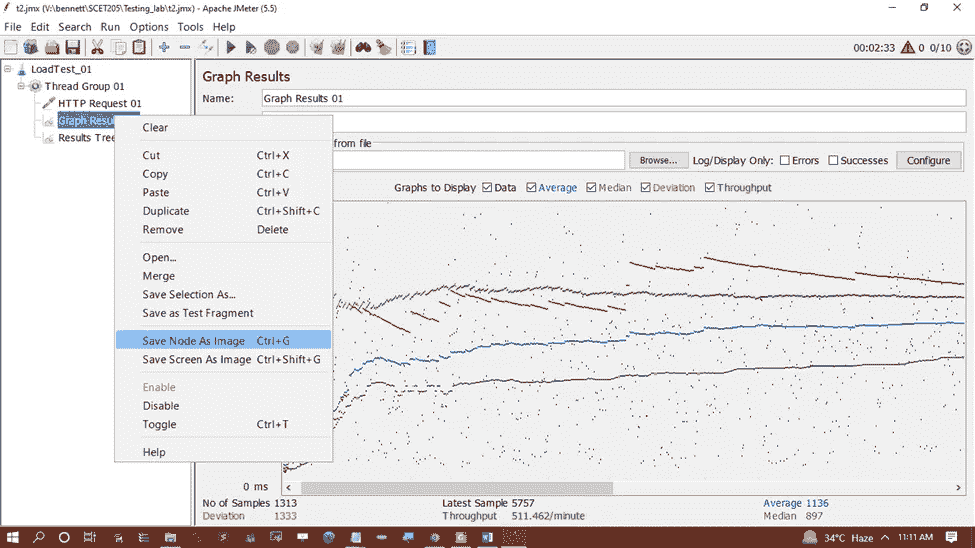 t2.jmx (V:\bennett\SCET205\Testing_lab\t2.jmx) - Apache JMeter (5.5)
File Edit Search Run Options Tools Help
00:02:33 0 0/10
LoadTest_01
Thread Group 01
HTTP Request 01
Graph Resu
Results Tree
Graph Results
Name: Graph Results 01
from file
Browse... Log/Display Only: Errors Successes Configure
Graphs to Display Data Average Median Deviation Throughput
Clear
Cut Ctrl+X
Copy Ctrl+C
Paste Ctrl+V
Duplicate Ctrl+Shift+C
Remove Delete
Open...
Merge
Save Selection As...
Save as Test Fragment
Save Node As Image Ctrl+G
Save Screen As Image Ctrl+Shift+G
Enable
Disable
Toggle Ctrl+T
Help
0 ms
No of Samples 1313 Latest Sample 5757 Average 1136
Deviation 1333 Throughput 511.462/minute Median 897
34°C Haze 11:11 AM